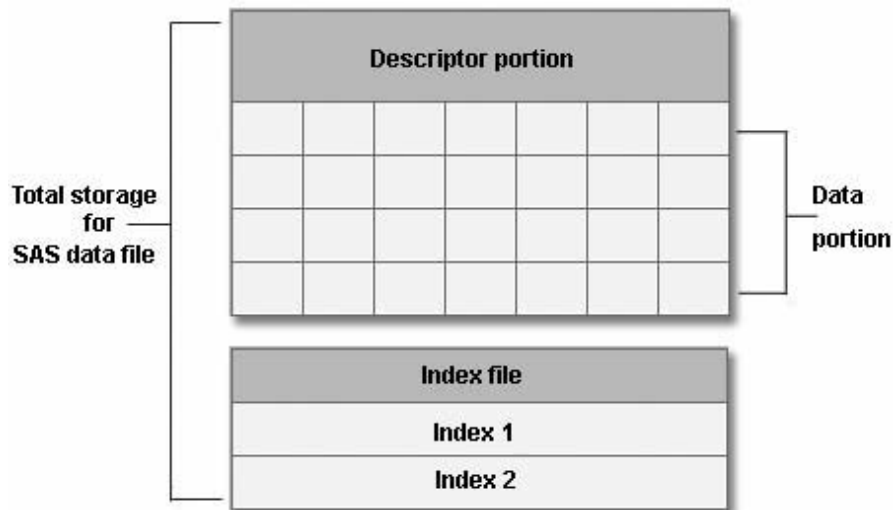 Descriptor portion
Total storage
for
SAS data file
Data
portion
Index file
Index 1
Index 2